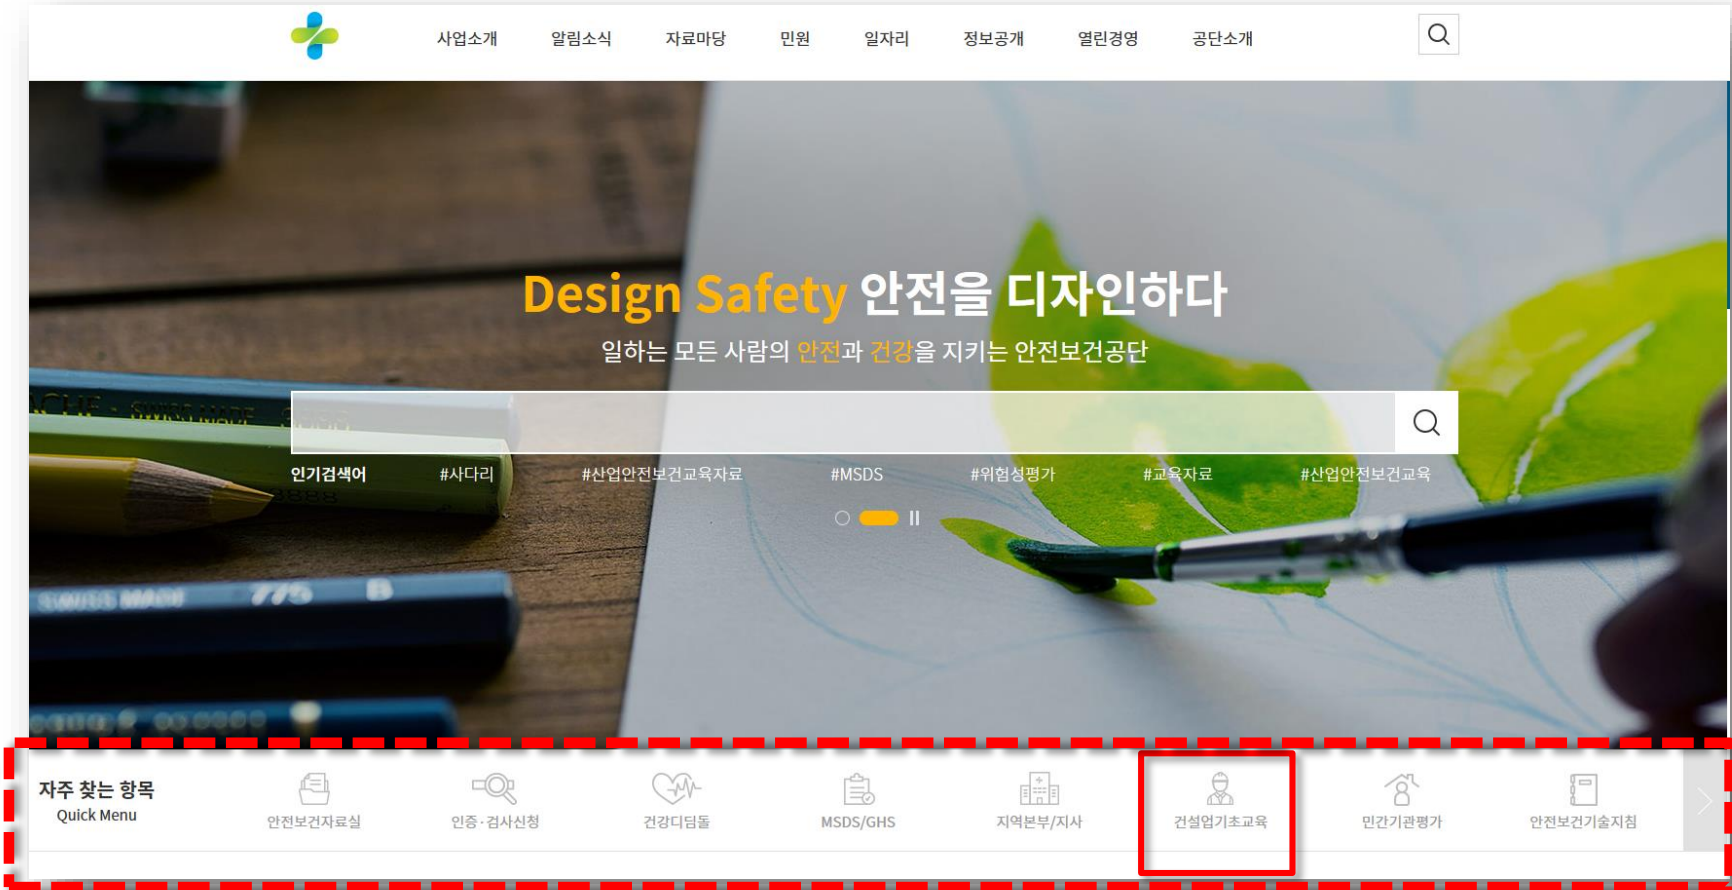 사업소개 알림소식 자료마당 민원 일자리 정보공개 열린경영 공단소개
Design Safety 안전을 디자인하다
일하는 모든 사람의 안전과 건강을 지키는 안전보건공단
인기검색어 #사다리 #산업안전보건교육자료 #MSDS #위험성평가 #교육자료 #산업안전보건교육
SWISS MADE 775 B
자주 찾는 항목
Quick Menu
안전보건자료실 인증·검사신청 건강디딤돌 MSDS/GHS 지역본부/지사 건설업기초교육 민간기관평가 안전보건기술지침